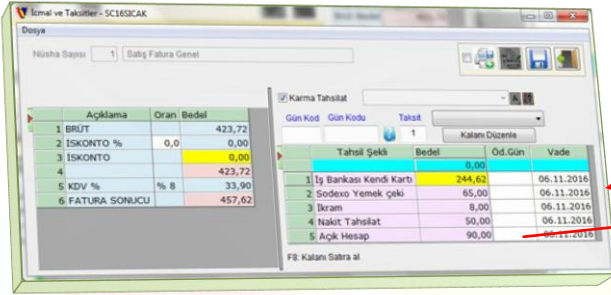 İcmal ve Taksitler - SC16SICAK
Dosya
Nüsha Sayısı 1 Satış Fatura Genel
Karma Tahsilat
Gün Kod Gün Kodu Taksit
1 Kalanı Düzenle
Açıklama Oran Bedel
1 BRÜT 423,72
2 ISKONTO % 0,0 0,00
3 ISKONTO 0,00
4 423,72
5 KDV % % 8 33,90
6 FATURA SONUCU 457,62
Tahsil Şekli Bedel Öd.Gün Vade
0,00
1 İş Bankası Kendi Kartı 244,62 06.11.2016
2 Sodexo Yemek çeki 65,00 06.11.2016
3 İkram 8,00 06.11.2016
4 Nakit Tahsilat 50,00 06.11.2016
5 Açık Hesap 90,00 06.11.2016
F8: Kalanı Satıra al